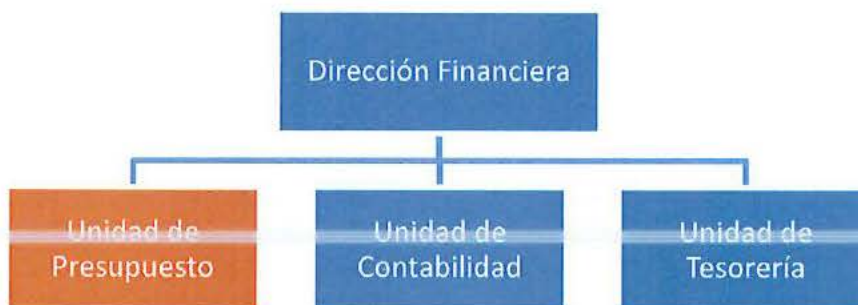 Dirección Financiera
Unidad de
Presupuesto
Unidad de
Contabilidad
Unidad de
Tesorería